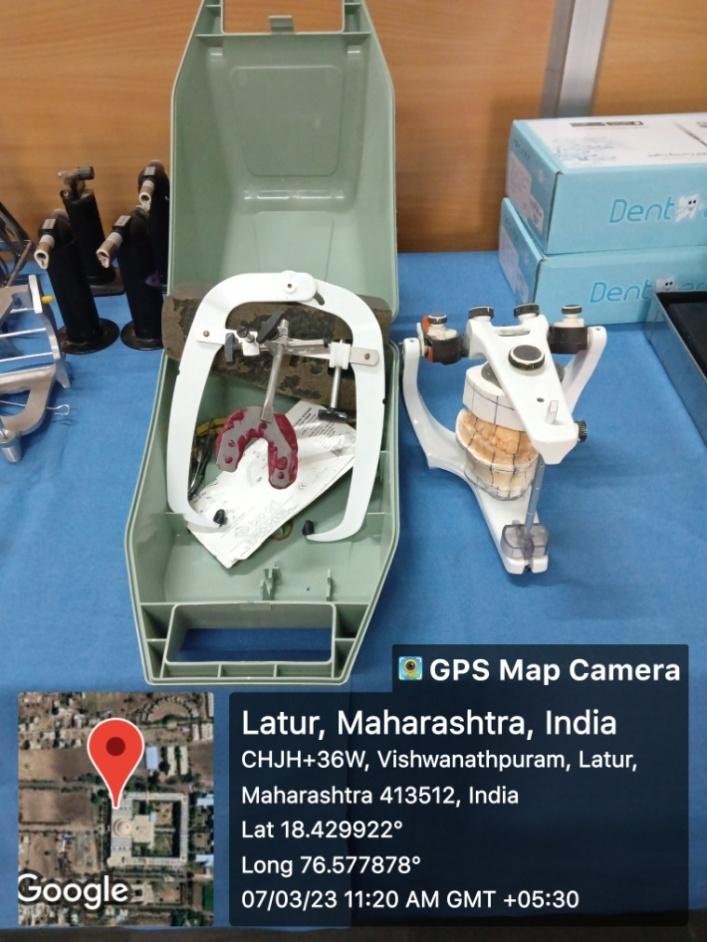 Dent
Dent
GPS Map Camera
Latur, Maharashtra, India
CHJH+36W, Vishwanathpuram, Latur,
Maharashtra 413512, India
Lat 18.429922°
Long 76.577878°
07/03/23 11:20 AM GMT +05:30
Google